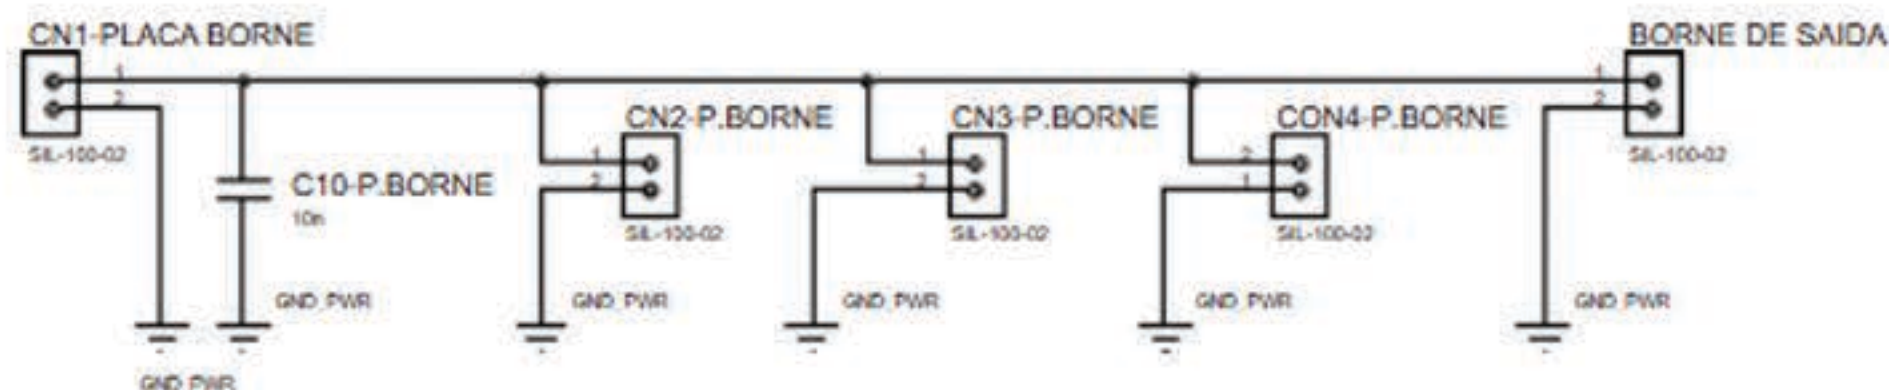 CN1-PLACA BORNE
BORNE DE SAIDA
1
2
1
2
CN2-P.BORNE
CN3-P.BORNE
CON4-P.BORNE
1
2
1
2
2
1
SIL-100-02
SIL-100-02
C10-P.BORNE
10n
SIL-100-02
SIL-100-02
SIL-100-02
GND_PWR
GND_PWR
GND_PWR
GND_PWR
GND_PWR
GND_PWR